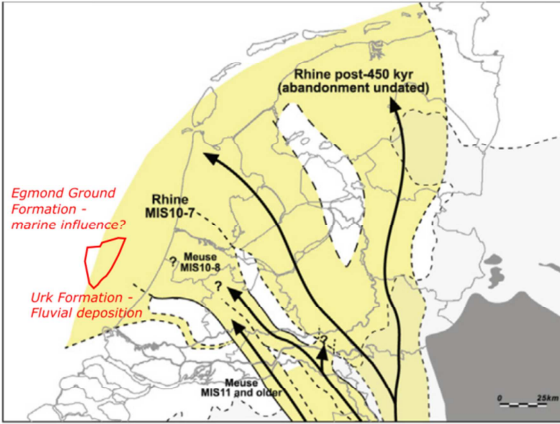 Rhine post-450 kyr
(abandonment undated)
Egmond Ground
Formation -
marine influence?
Rhine
MIS10-7
? Meuse
MIS10-8
?
Urk Formation -
Fluvial deposition
?
Meuse
MIS11 and older
0 25km